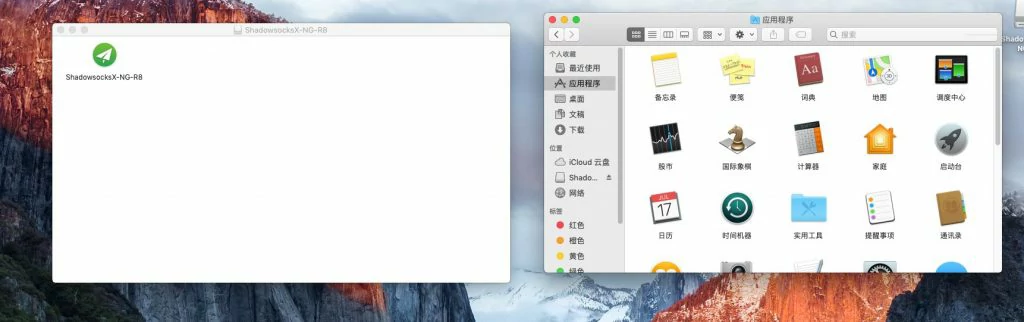 ShadowsocksX-NG-R8
ShadowsocksX-NG-R8
应用程序
搜索
个人收藏
最近使用
应用程序
桌面
文稿
下载
位置
iCloud 云盘
Shado...
网络
标签
红色
橙色
黄色
绿色
备忘录
便笺
词典
地图
调度中心
股市
国际象棋
计算器
家庭
启动台
JUL
17
日历
时间机器
实用工具
提醒事项
通讯录
Aa
280
Shadows
NG